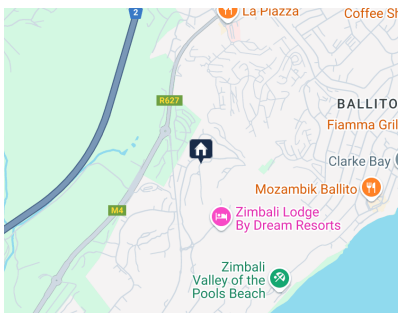 2
La Piazza
Coffee Sh
R627
BALLITO
Fiamma Gril
Clarke Bay
Mozambik Ballito
M4
Zimbali Lodge
By Dream Resorts
Zimbali
Valley of the
Pools Beach